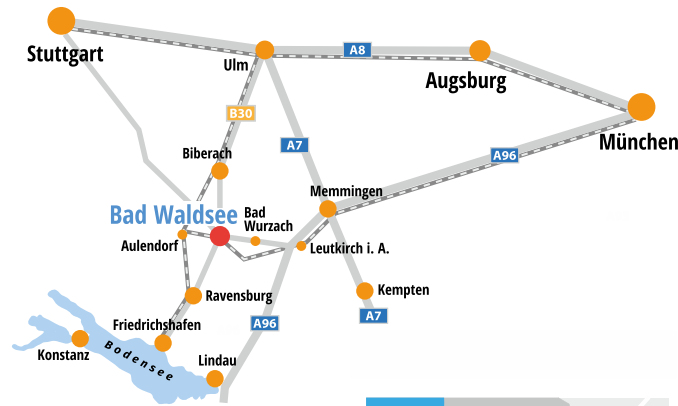 Stuttgart
Ulm
A8
Augsburg
München
B30
A7
A96
Biberach
Memmingen
Bad Waldsee
Bad
Wurzach
Aulendorf
Leutkirch i. A.
Ravensburg
Kempten
A7
A96
Friedrichshafen
Konstanz
Bodensee
Lindau